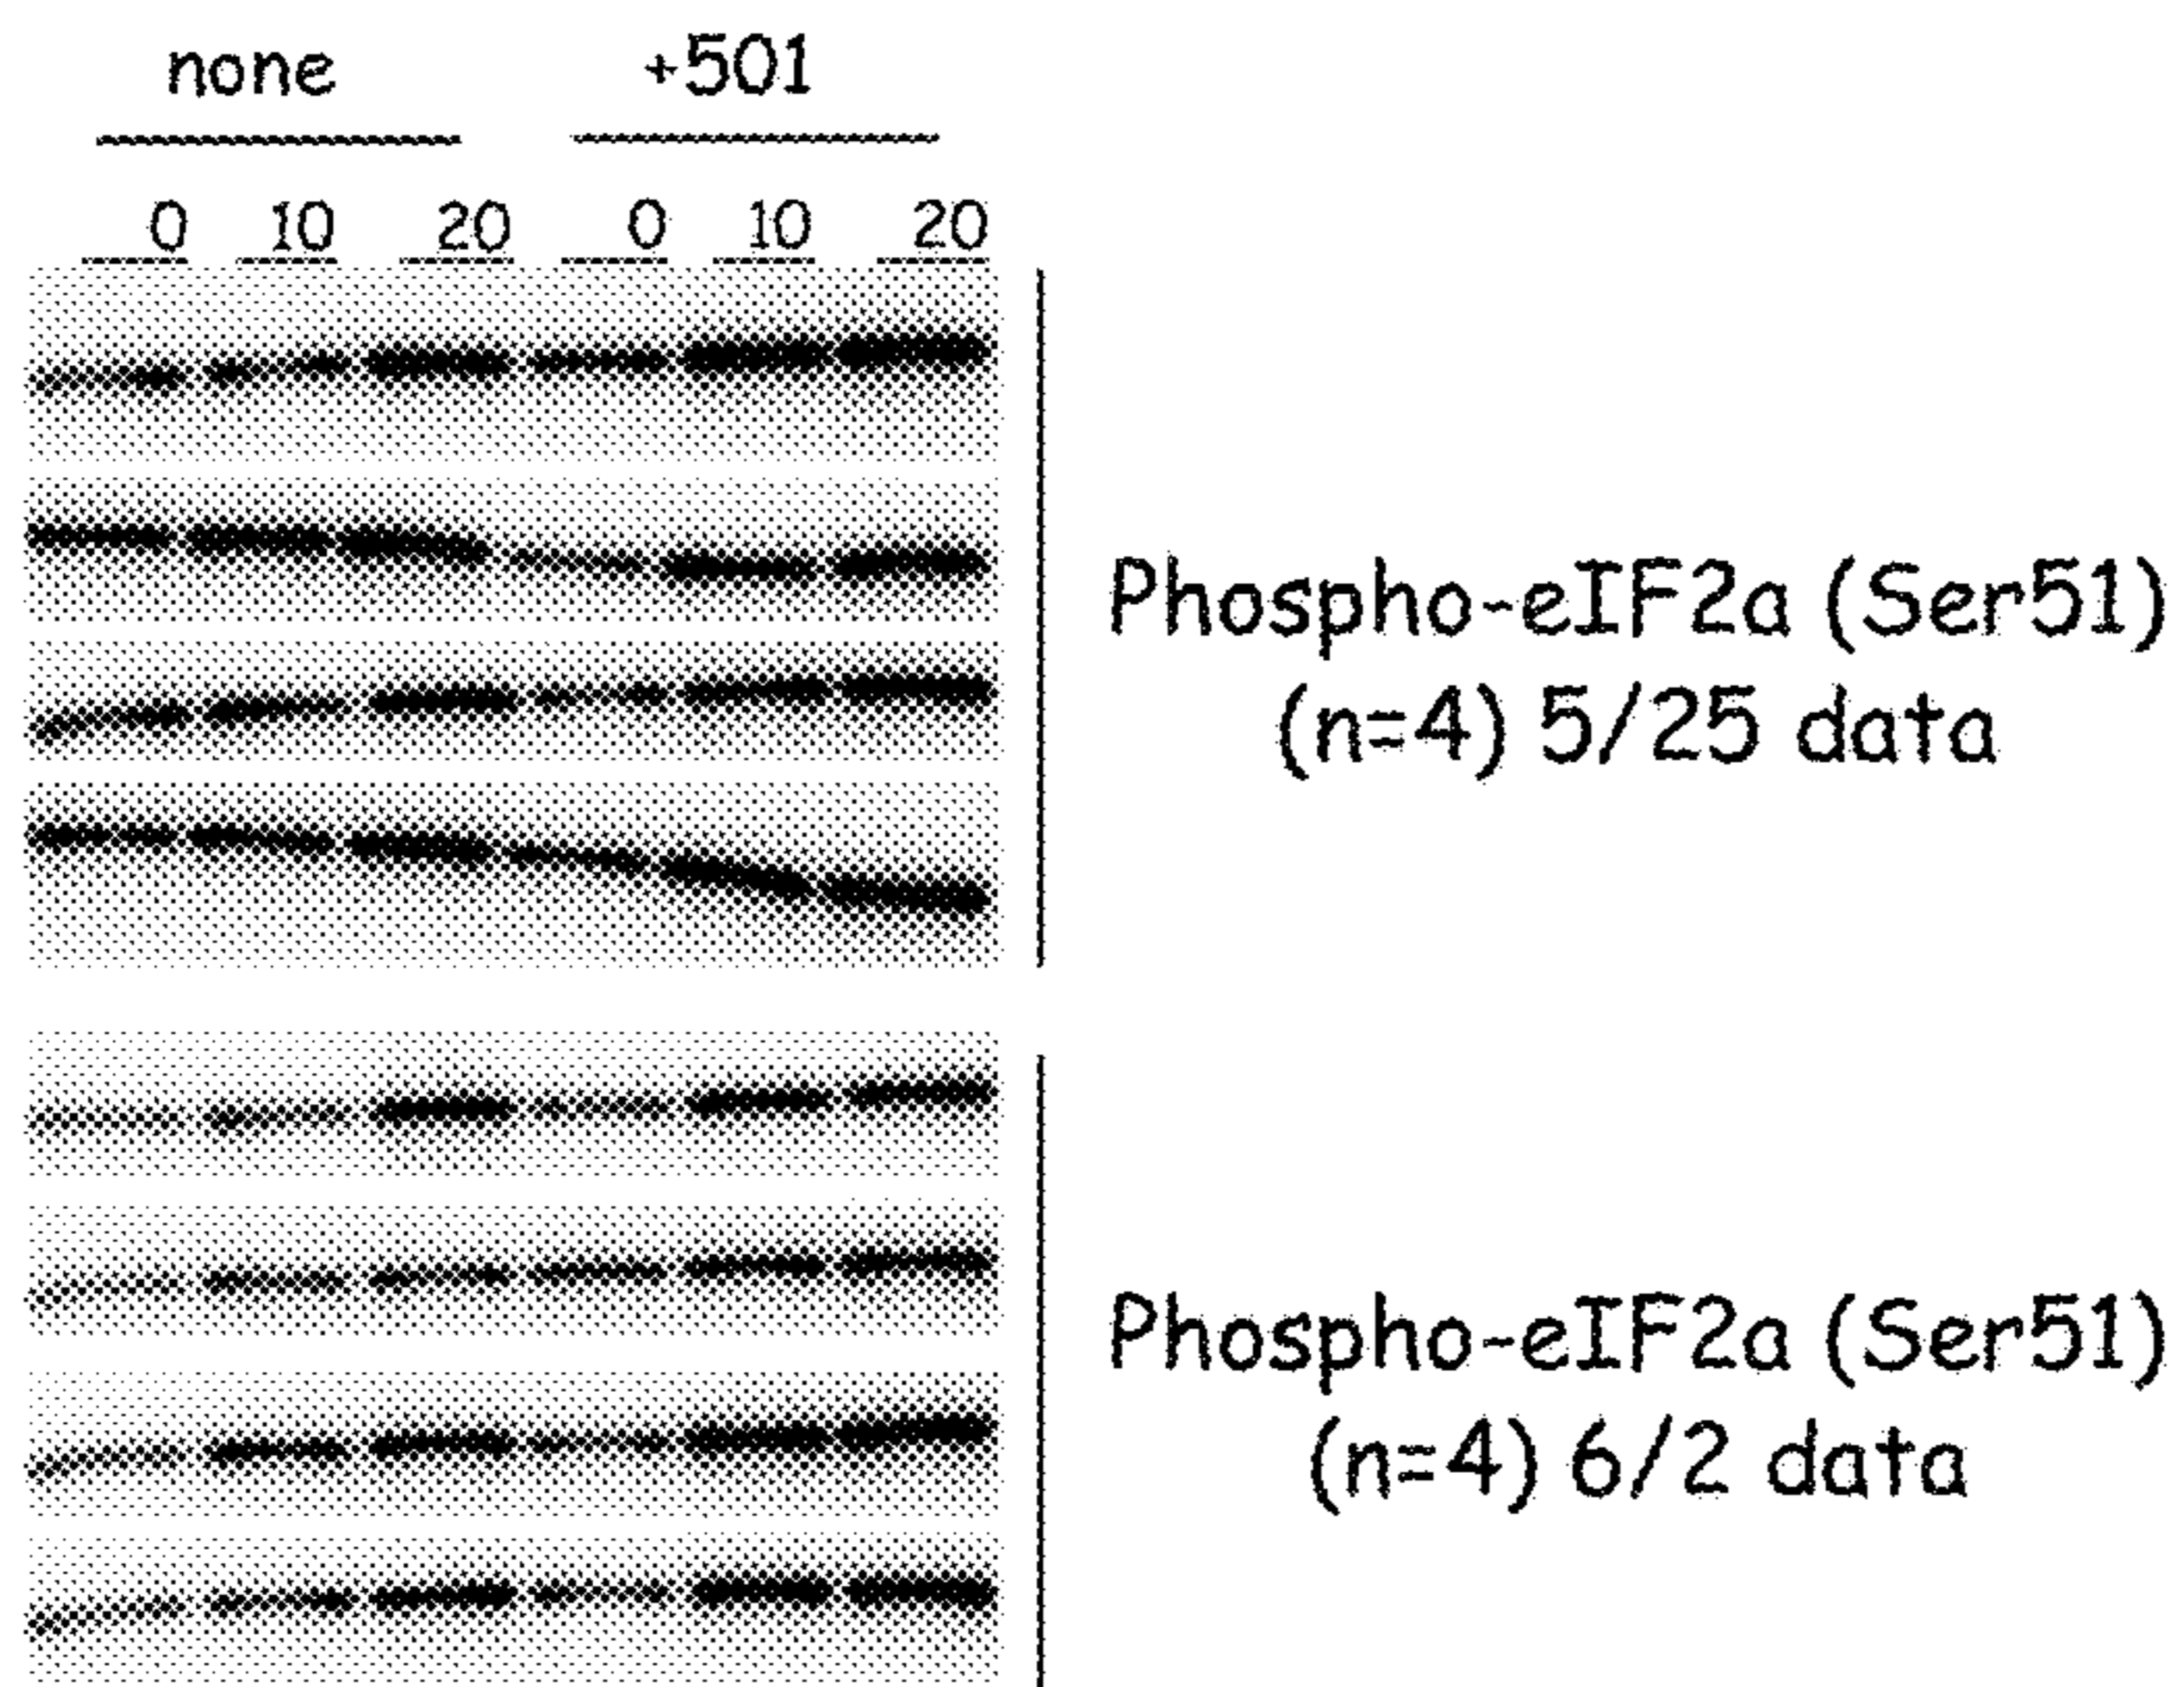 none +501
0 10 20 0 10 20
Phospho-eIF2a (Ser51)
(n=4) 5/25 data
Phospho-eIF2a (Ser51)
(n=4) 6/2 data